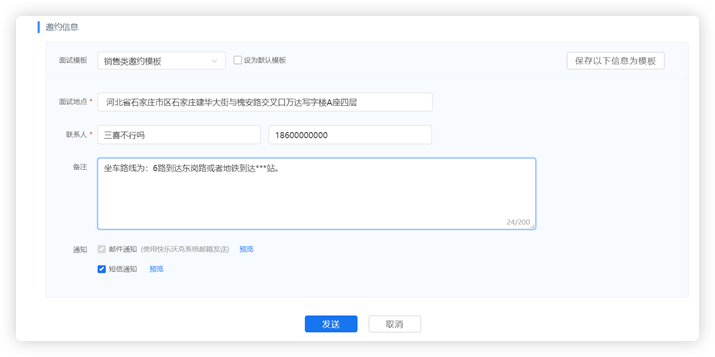 邀约信息
面试模板 销售类邀约模板 设为默认模板 保存以下信息为模板
面试地点 * 河北省石家庄市区石家庄建华大街与槐安路交叉口万达写字楼A座四层
联系人 * 三喜不行吗 18600000000
备注 坐车路线为：6路到达东岗路或者地铁到达***站。
24/200
通知 邮件通知 (使用快乐沃克系统邮箱发送) 预览
短信通知 预览
发送 取消